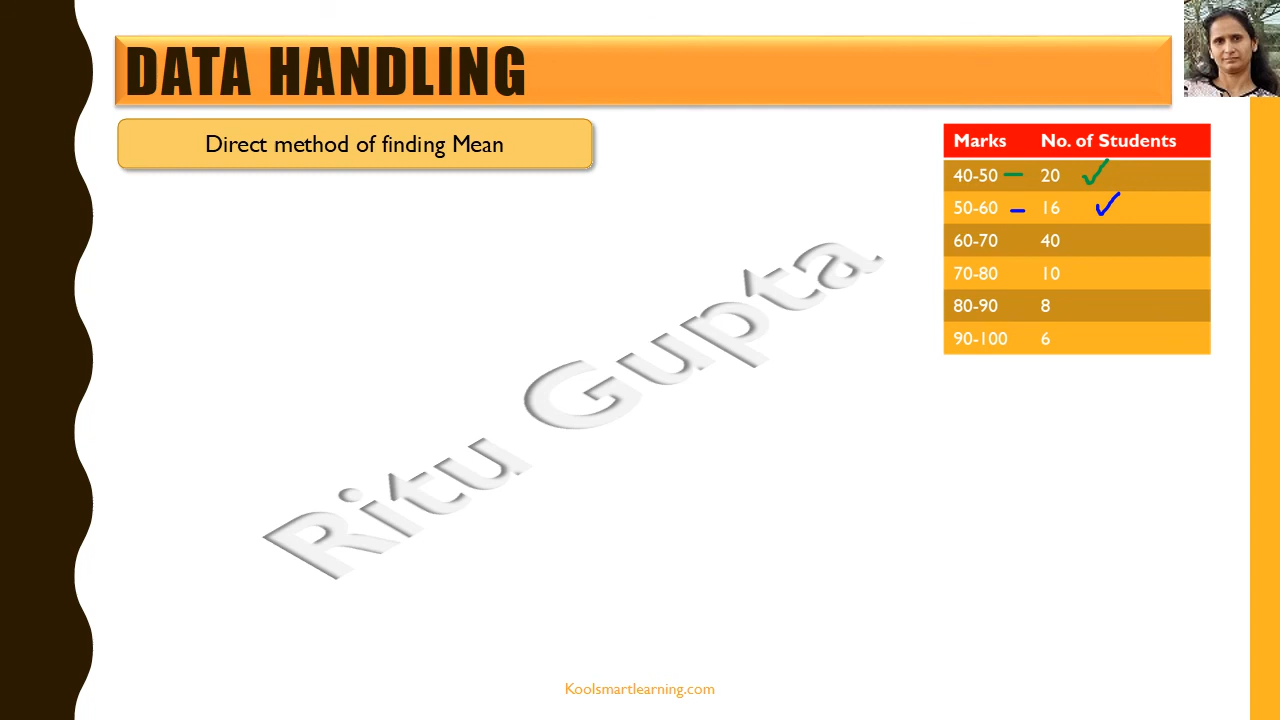 DATA HANDLING
Direct method of finding Mean
Marks No. of Students
40-50 20
50-60 16
60-70 40
70-80 10
80-90 8
90-100 6
Ritu Gupta
Koolsmartlearning.com